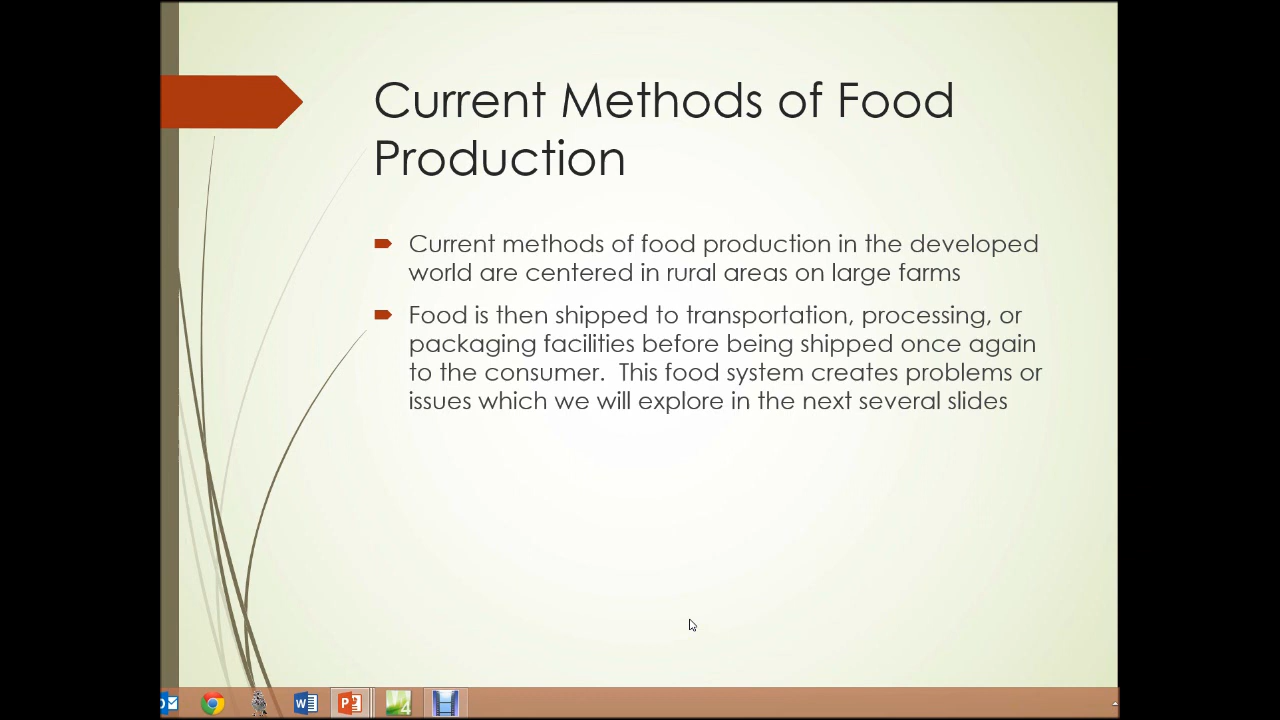 Current Methods of Food
Production
Current methods of food production in the developed
world are centered in rural areas on large farms
Food is then shipped to transportation, processing, or
packaging facilities before being shipped once again
to the consumer.  This food system creates problems or
issues which we will explore in the next several slides